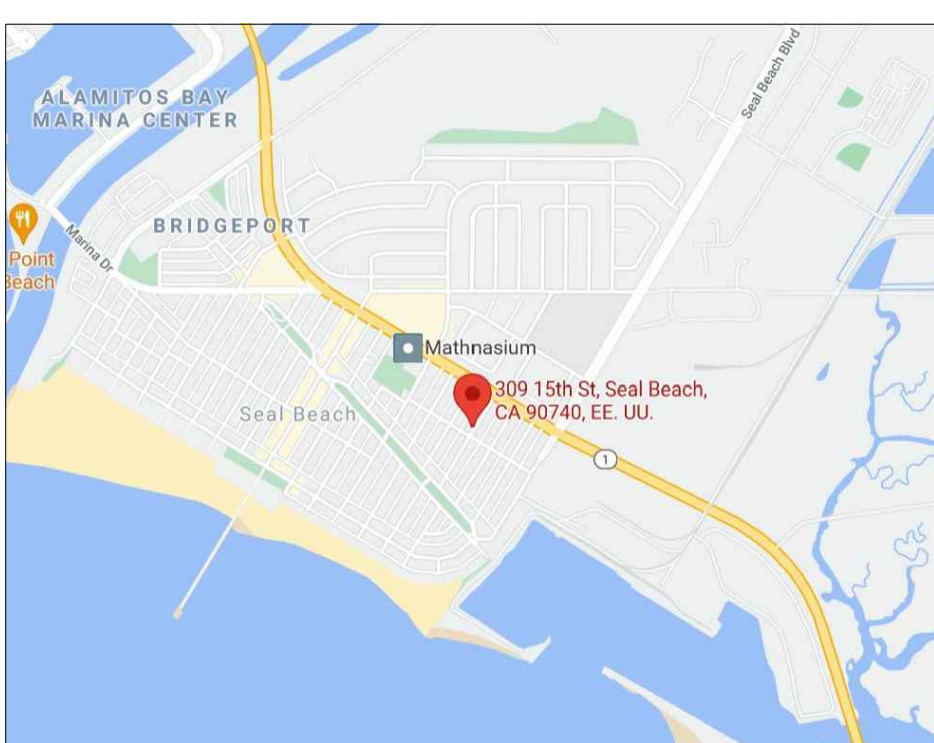 ALAMITOS BAY
MARINA CENTER
Seal Beach Blvd
BRIDGEPORT
Marina Dr
Point
Beach
Mathnasium
309 15th St, Seal Beach,
CA 90740, EE. UU.
Seal Beach
1